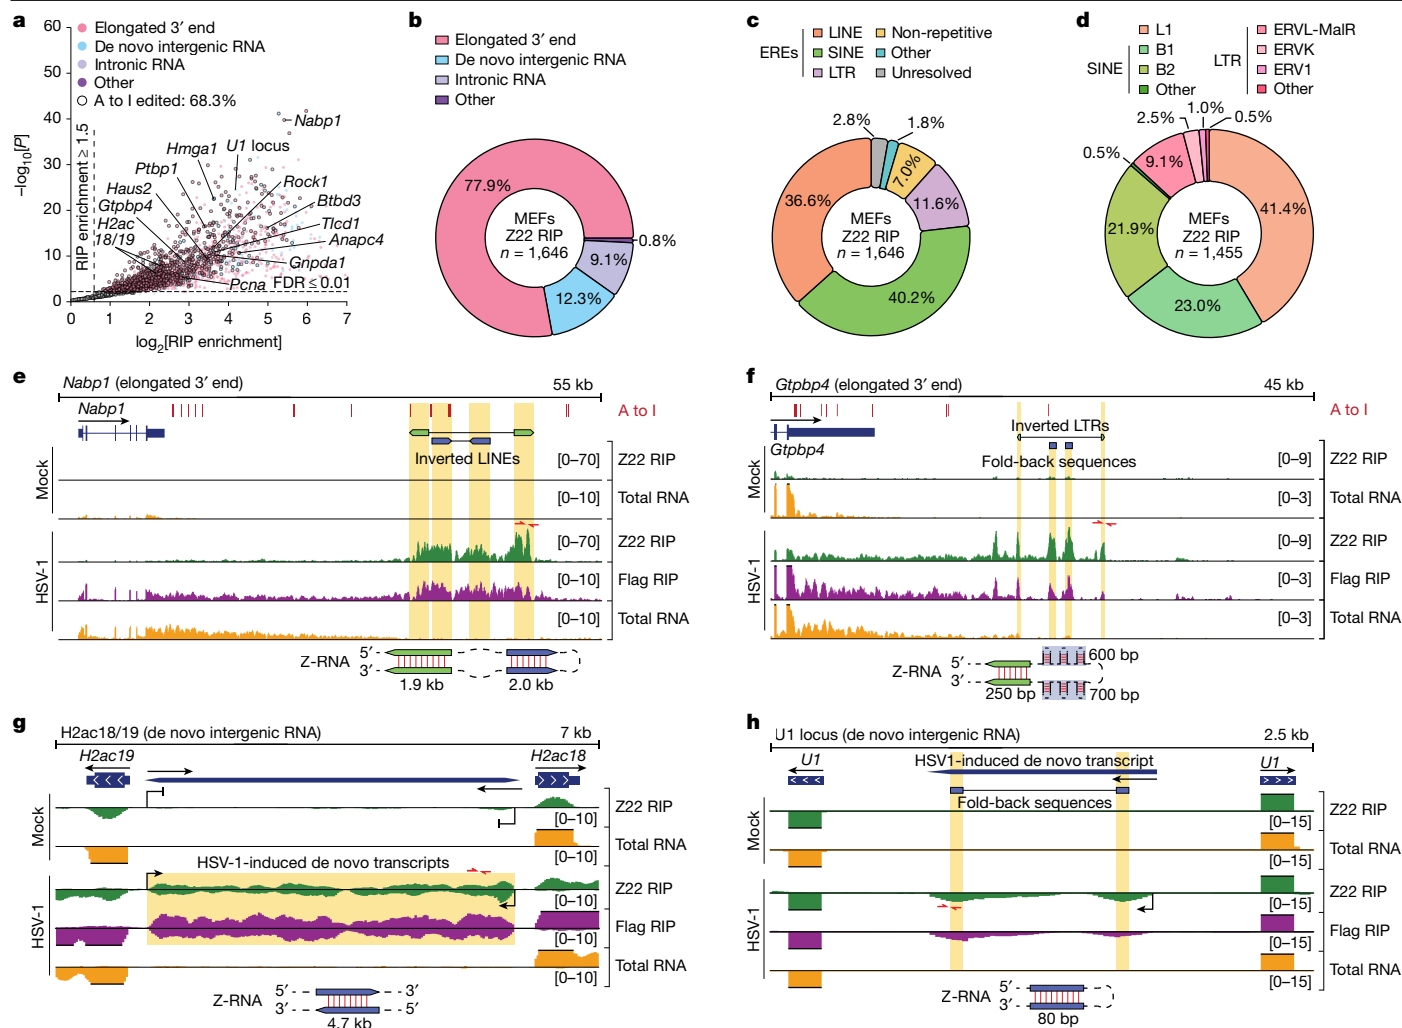 a
60
50
40
30
20
10
0
−log10[P]
Elongated 3′ end
De novo intergenic RNA
Intronic RNA
Other
A to I edited: 68.3%
RIP enrichment ≥ 1.5
Nabp1
Hmga1
U1 locus
Ptbp1
Rock1
Haus2
Btbd3
Gtpbp4
H2ac
18/19
Tlcd1
Anapc4
Gnpda1
Pcna
FDR ≤ 0.01
0 1 2 3 4 5 6 7
log2[RIP enrichment]
b
Elongated 3′ end
De novo intergenic RNA
Intronic RNA
Other
77.9%
0.8%
9.1%
12.3%
MEFs
Z22 RIP
n = 1,646
c
EREs
LINE
SINE
LTR
Non-repetitive
Other
Unresolved
2.8%
1.8%
7.0%
11.6%
36.6%
40.2%
MEFs
Z22 RIP
n = 1,646
d
L1
SINE
B1
B2
Other
LTR
ERVL-MalR
ERVK
ERV1
Other
1.0%
2.5%
0.5%
0.5%
9.1%
41.4%
21.9%
23.0%
MEFs
Z22 RIP
n = 1,455
e
Nabp1 (elongated 3′ end)
55 kb
Nabp1
A to I
Inverted LINEs
Mock
[0–70]
Z22 RIP
[0–10]
Total RNA
HSV-1
[0–70]
Z22 RIP
[0–10]
Flag RIP
[0–10]
Total RNA
Z-RNA
5′
3′
1.9 kb
2.0 kb
f
Gtpbp4 (elongated 3′ end)
45 kb
A to I
Inverted LTRs
Gtpbp4
Fold-back sequences
Mock
[0–9]
Z22 RIP
[0–3]
Total RNA
HSV-1
[0–9]
Z22 RIP
[0–3]
Flag RIP
[0–3]
Total RNA
Z-RNA
5′
3′
600 bp
250 bp
700 bp
g
H2ac18/19 (de novo intergenic RNA)
7 kb
H2ac19
H2ac18
Mock
Z22 RIP
[0–10]
Total RNA
[0–10]
HSV-1-induced de novo transcripts
HSV-1
Z22 RIP
[0–10]
Flag RIP
[0–10]
Total RNA
[0–10]
Z-RNA
5′
3′
3′
5′
4.7 kb
h
U1 locus (de novo intergenic RNA)
2.5 kb
U1
HSV1-induced de novo transcript
U1
Fold-back sequences
Mock
Z22 RIP
[0–15]
Total RNA
[0–15]
HSV-1
Z22 RIP
[0–15]
Flag RIP
[0–15]
Total RNA
[0–15]
Z-RNA
5′
3′
80 bp